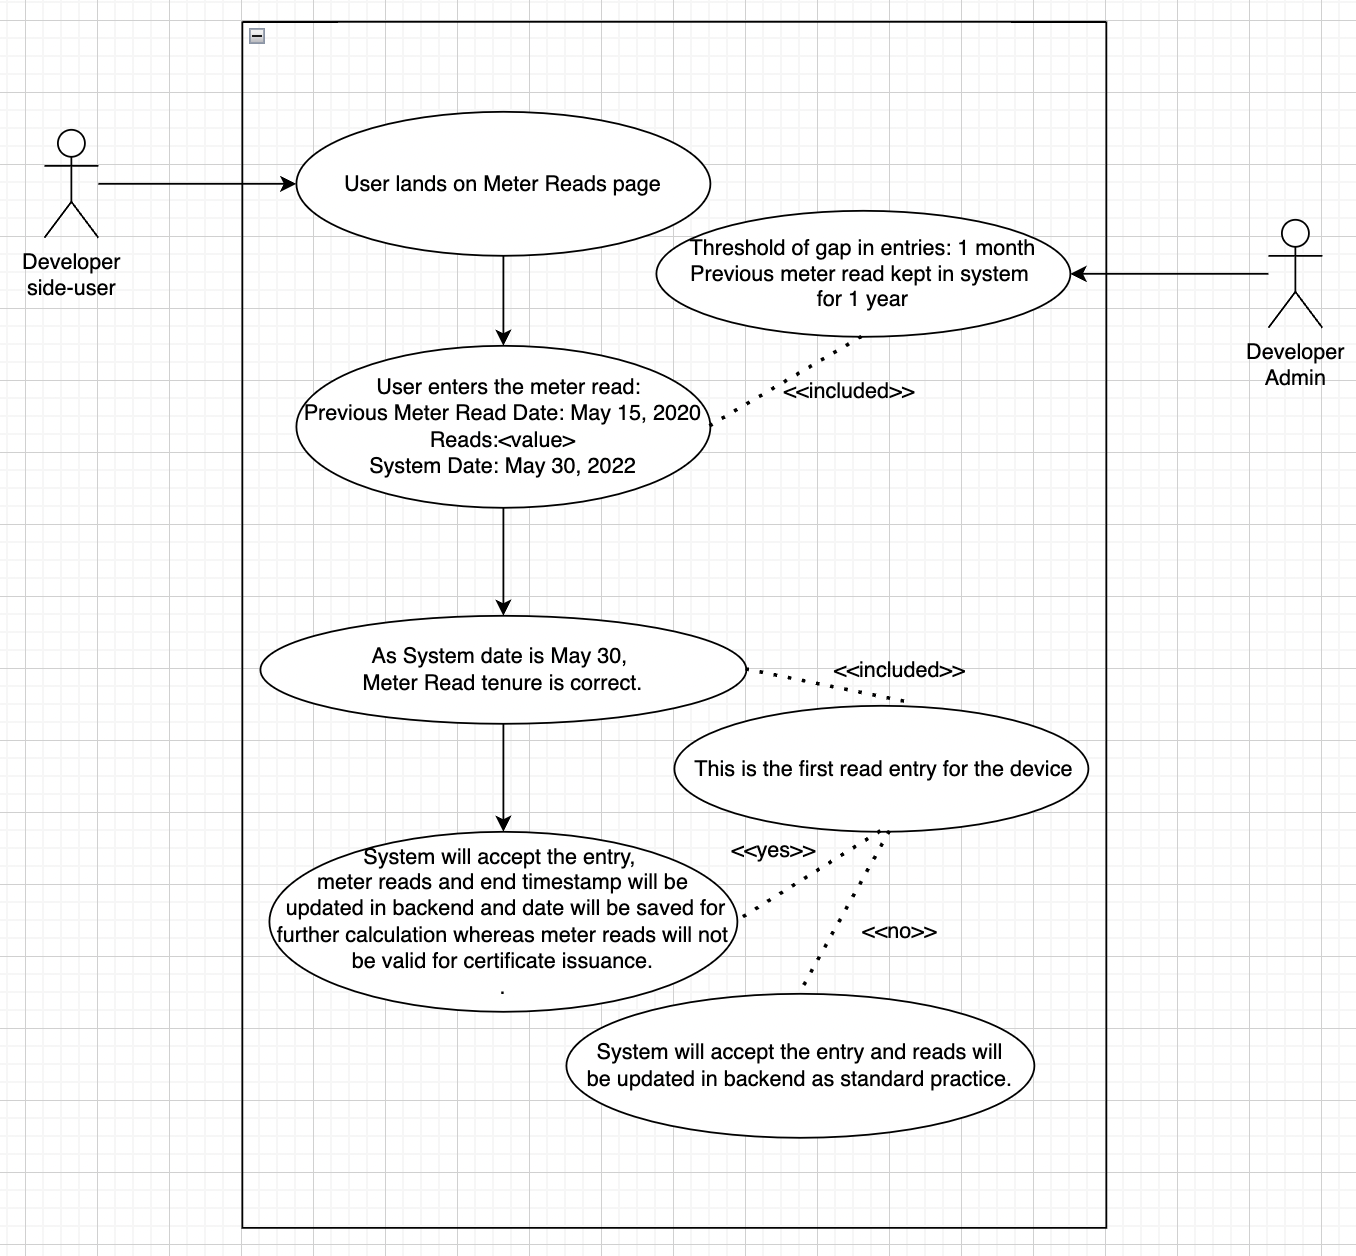 User lands on Meter Reads page
Developer
side-user
Threshold of gap in entries: 1 month
Previous meter read kept in system
for 1 year
Developer
Admin
User enters the meter read:
Previous Meter Read Date: May 15, 2020
Reads:<value>
System Date: May 30, 2022
<<included>>
As System date is May 30,
Meter Read tenure is correct.
<<included>>
This is the first read entry for the device
<<yes>>
System will accept the entry,
meter reads and end timestamp will be
updated in backend and date will be saved for
further calculation whereas meter reads will not
be valid for certificate issuance.
.
<<no>>
System will accept the entry and reads will
be updated in backend as standard practice.